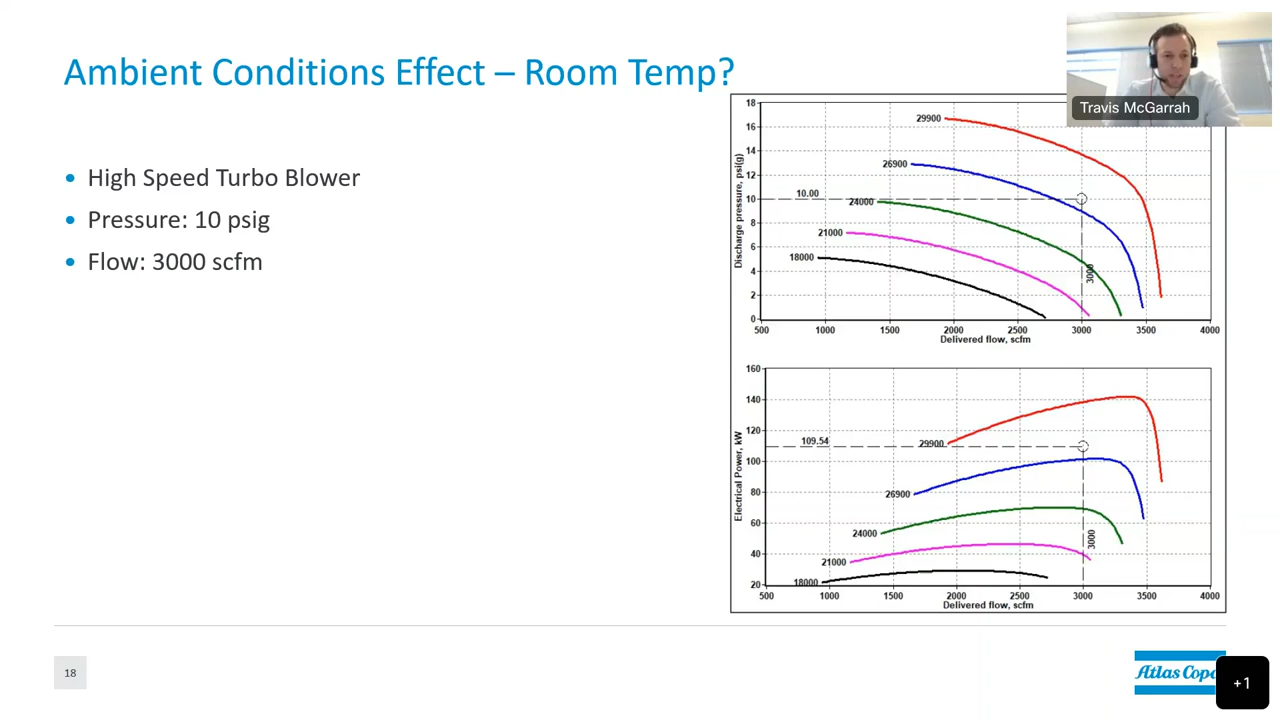 Ambient Conditions Effect – Room Temp?
Travis McGarrah
• High Speed Turbo Blower
• Pressure: 10 psig
• Flow: 3000 scfm
Discharge pressure, psi(g)
18
16
14
12
10
8
6
4
2
0
29900
26900
10.00
24000
21000
18000
3000
500 1000 1500 2000 2500 3000 3500 4000
Delivered flow, scfm
Electrical Power, kW
160
140
120
100
80
60
40
20
109.54
29900
26900
24000
21000
18000
3000
500 1000 1500 2000 2500 3000 3500 4000
Delivered flow, scfm
18
Atlas Cop
+1